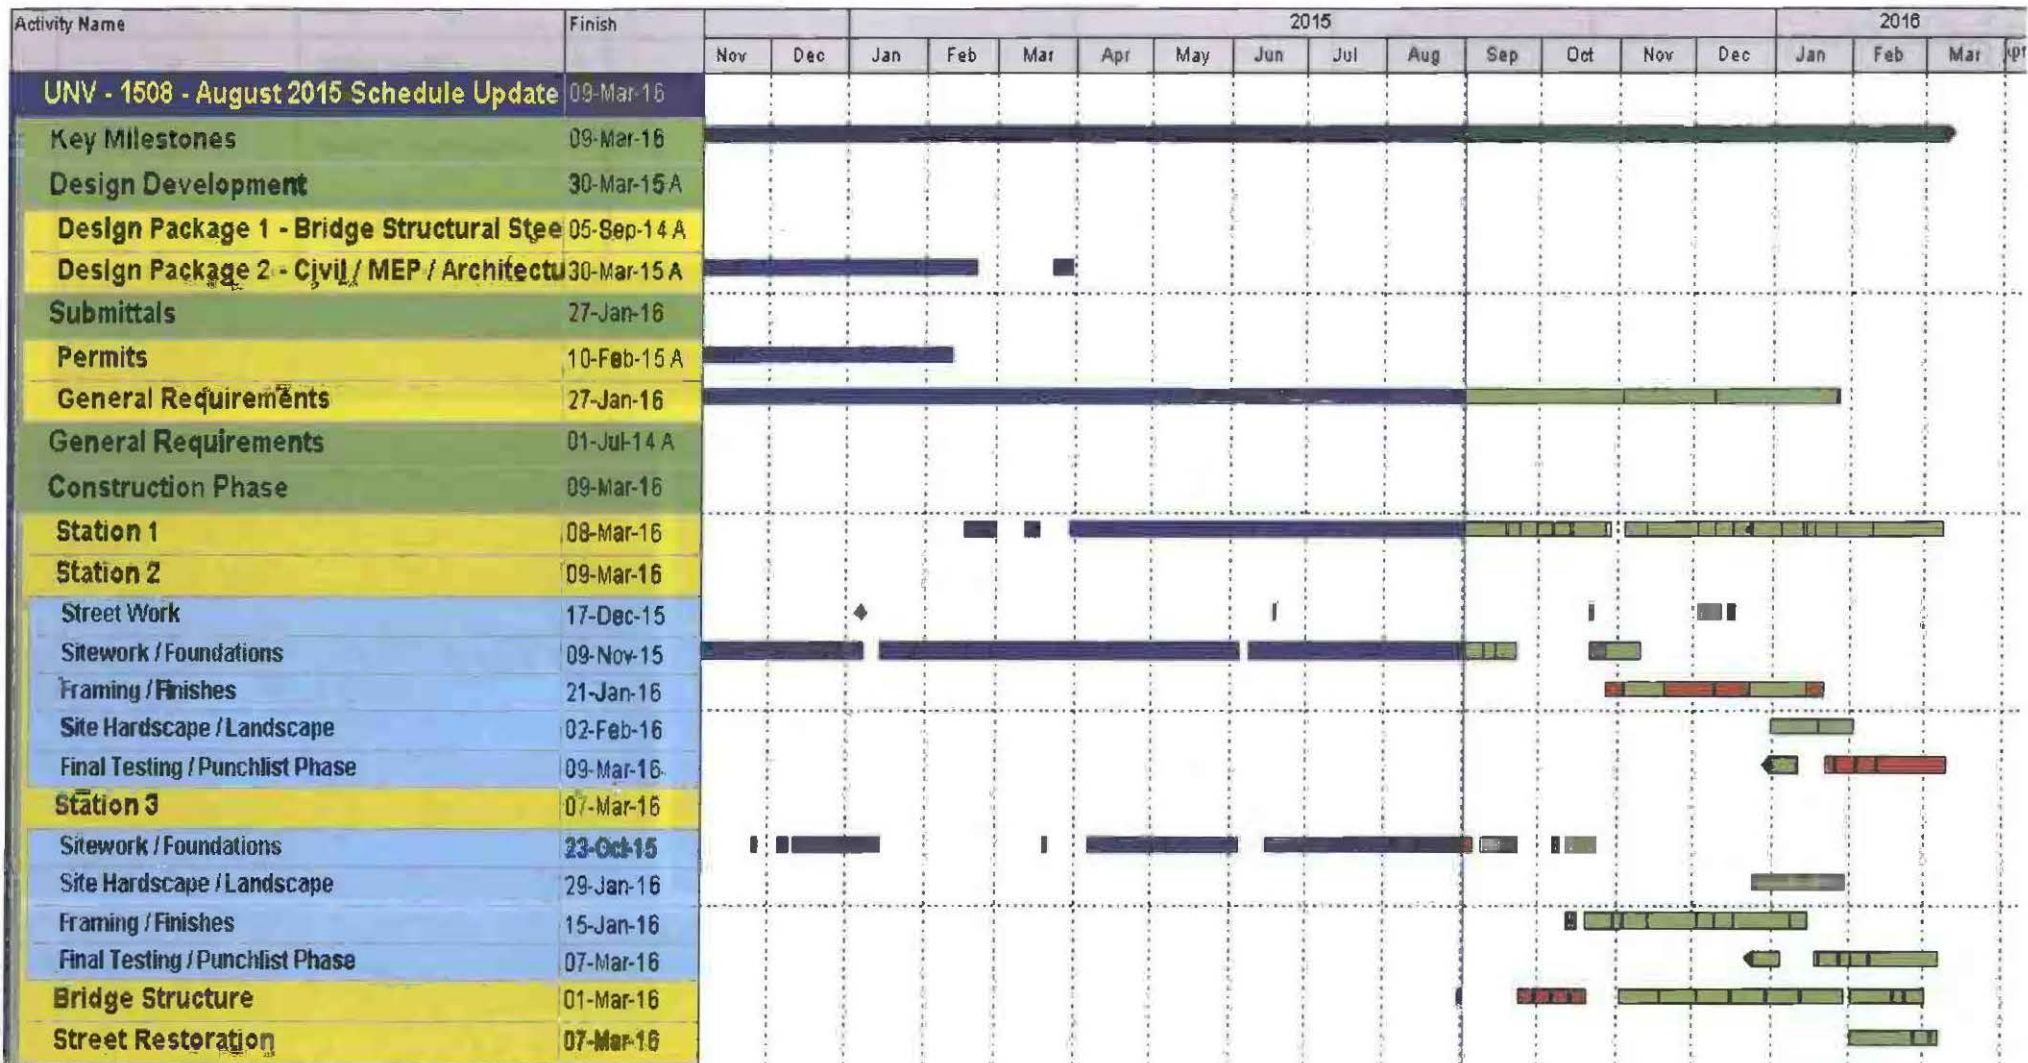 Activity Name Finish 2015 2016
Nov Dec Jan Feb Mar Apr May Jun Jul Aug Sep Oct Nov Dec Jan Feb Mar Apr
UNV - 1508 - August 2015 Schedule Update 09-Mar-16
Key Milestones 09-Mar-16
Design Development 30-Mar-15 A
Design Package 1 - Bridge Structural Stee 05-Sep-14 A
Design Package 2 - Civil / MEP / Architectu 30-Mar-15 A
Submittals 27-Jan-16
Permits 10-Feb-15 A
General Requirements 27-Jan-16
General Requirements 01-Jul-14 A
Construction Phase 09-Mar-16
Station 1 08-Mar-16
Station 2 09-Mar-16
Street Work 17-Dec-15
Sitework / Foundations 09-Nov-15
Framing / Finishes 21-Jan-16
Site Hardscape / Landscape 02-Feb-16
Final Testing / Punchlist Phase 09-Mar-16
Station 3 07-Mar-16
Sitework / Foundations 23-Oct-15
Site Hardscape / Landscape 29-Jan-16
Framing / Finishes 15-Jan-16
Final Testing / Punchlist Phase 07-Mar-16
Bridge Structure 01-Mar-16
Street Restoration 07-Mar-16